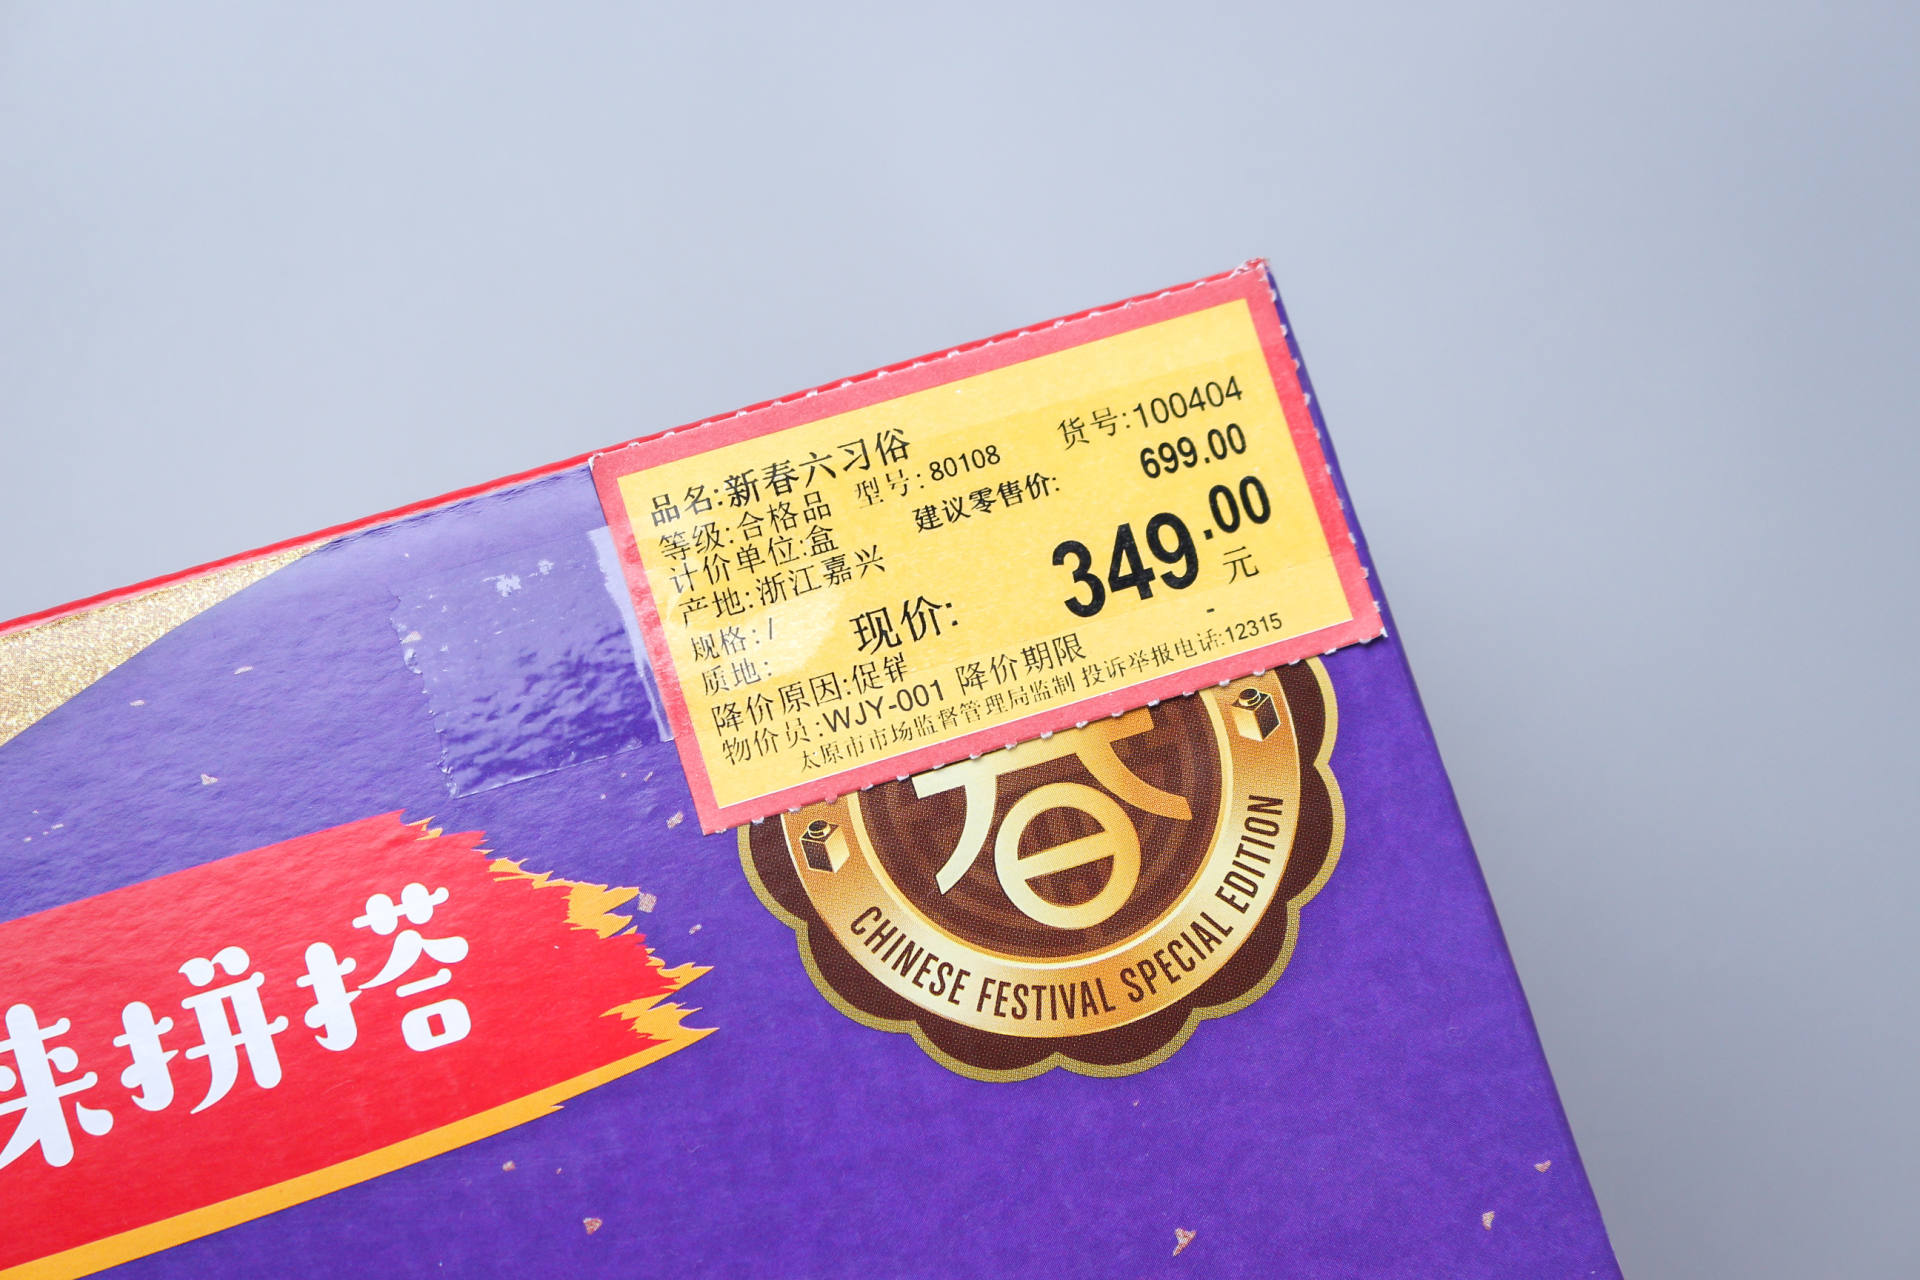 品名:新春六习俗 货号:100404
等级:合格品 型号:80108 699.00
计价单位:盒 建议零售价:
产地:浙江嘉兴 349.00
规格:/ 现价: 元
质地: -
降价原因:促销 降价期限
物价员:WJY-001
太原市市场监督管理局监制 投诉举报电话:12315
春
CHINESE FESTIVAL SPECIAL EDITION
来拼搭